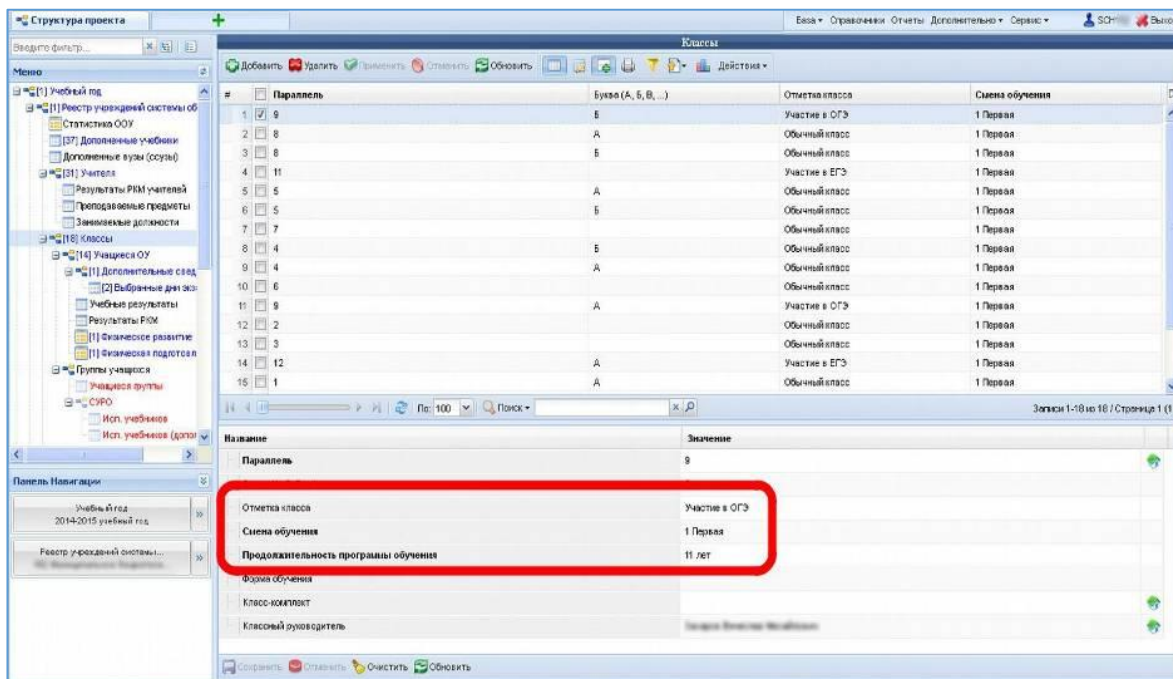 Структура проекта
База Справочники Отчеты Дополнительно Сервис SCH
Введите фильтр...
Классы
Меню
Добавить Удалить Применить Отменить Обновить Действия
[1] Учебный год
[1] Реестр учреждений системы об
Статистика ООУ
[37] Дополненные учебники
Дополненные вузы (ссузы)
[31] Учителя
Результаты РКМ учителей
Преподаваемые предметы
Занимаемые должности
[18] Классы
[14] Учащиеся ОУ
[1] Дополнительные свед
[2] Выбранные дни экз
Учебные результаты
Результаты РКМ
[1] Физическое развитие
[1] Физическая подготовл
Группы учащихся
Учащиеся группы
СУРО
Исп. учебников
Исп. учебников (допол
Панель Навигации
Учебный год
2014-2015 учебный год
Реестр учреждений системы...
# Параллель Буква (А, Б, В, ...) Отметка класса Смена обучения
1 9 Б Участие в ОГЭ 1 Первая
2 8 А Обычный класс 1 Первая
3 8 Б Обычный класс 1 Первая
4 11 Участие в ЕГЭ 1 Первая
5 5 А Обычный класс 1 Первая
6 5 Б Обычный класс 1 Первая
7 7 Обычный класс 1 Первая
8 4 Б Обычный класс 1 Первая
9 4 А Обычный класс 1 Первая
10 6 Обычный класс 1 Первая
11 9 А Участие в ОГЭ 1 Первая
12 2 Обычный класс 1 Первая
13 3 Обычный класс 1 Первая
14 12 А Участие в ЕГЭ 1 Первая
15 1 А Обычный класс 1 Первая
По: 100 Поиск Записи 1-18 из 18 / Страница 1 (1
Название Значение
Параллель 9
Отметка класса Участие в ОГЭ
Смена обучения 1 Первая
Продолжительность программы обучения 11 лет
Форма обучения
Класс-комплект
Классный руководитель
Сохранить Отменить Очистить Обновить